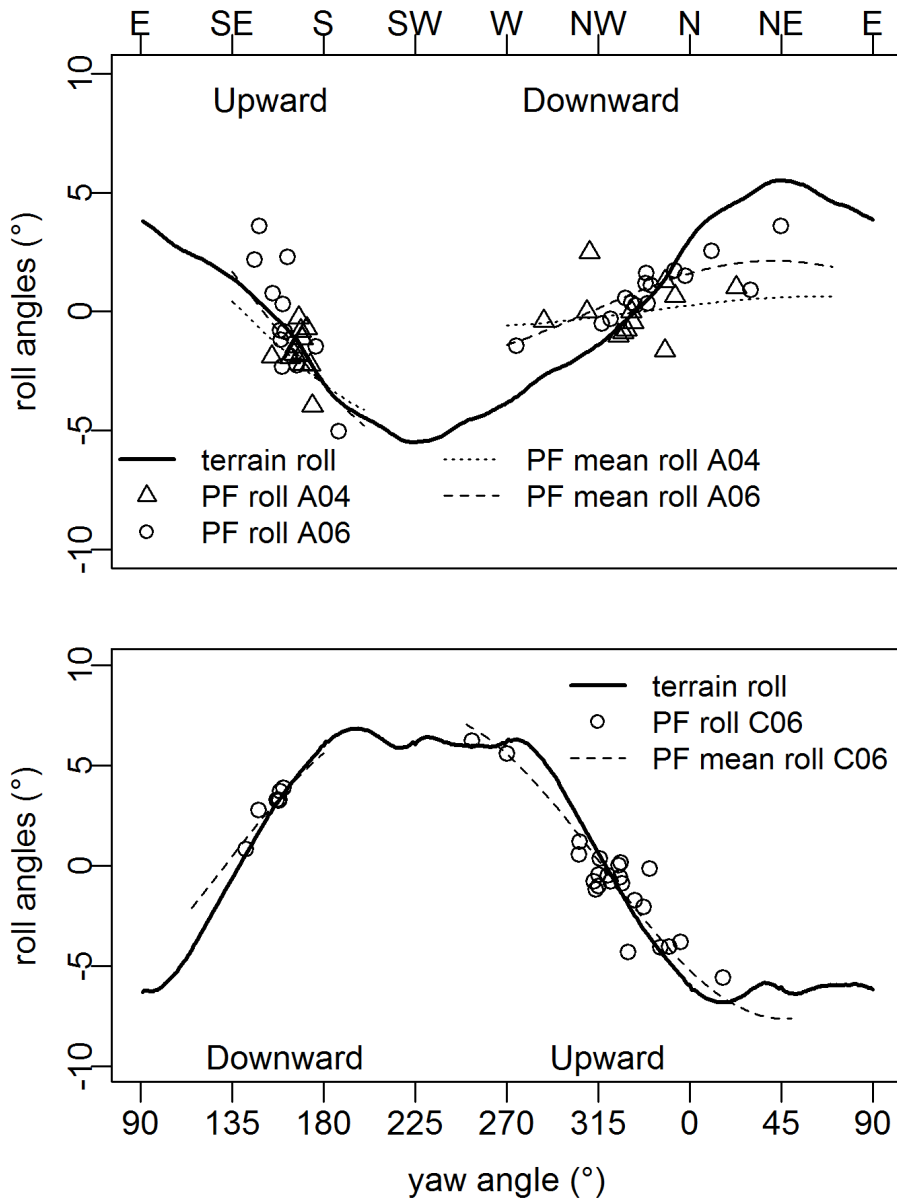 E SE S SW W NW N NE E
Upward Downward
10
5
0
-5
-10
roll angles (°)
terrain roll
PF roll A04
PF roll A06
PF mean roll A04
PF mean roll A06
10
5
0
-5
-10
roll angles (°)
terrain roll
PF roll C06
PF mean roll C06
Downward Upward
90 135 180 225 270 315 0 45 90
yaw angle (°)